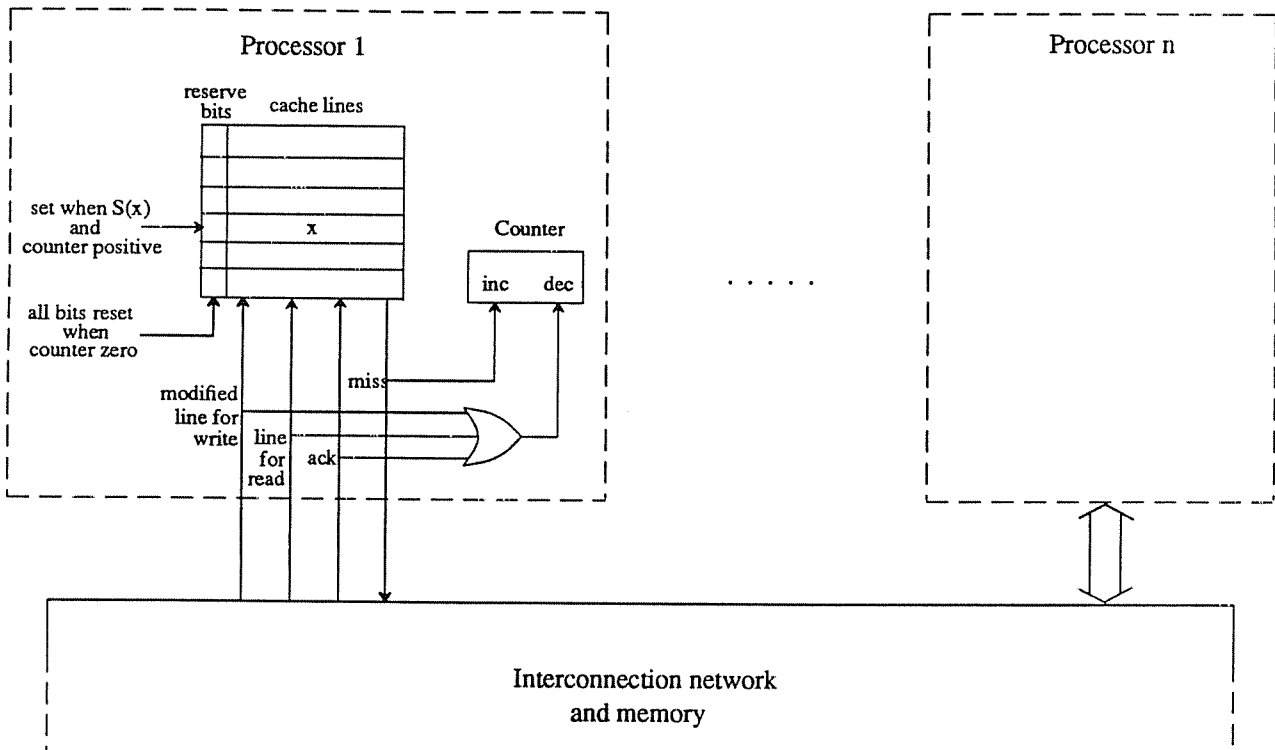 Processor 1
Processor n
reserve
bits
cache lines
set when S(x)
and
counter positive
x
Counter
inc dec
. . . . .
all bits reset
when
counter zero
miss
modified
line for
write
line
for
read
ack
Interconnection network
and memory